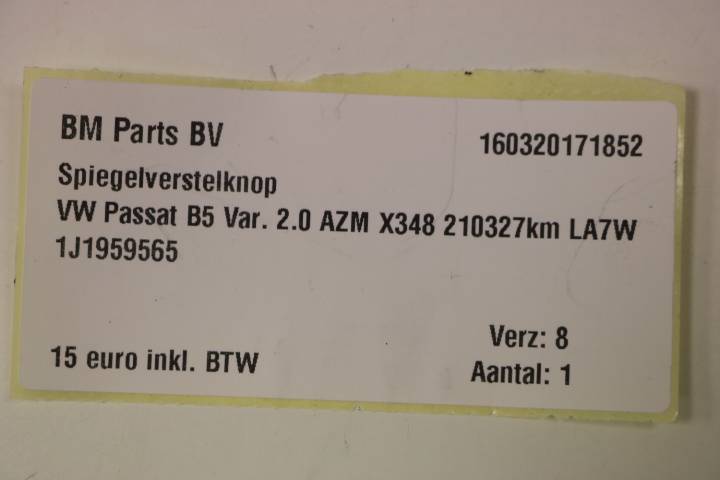 BM Parts BV
160320171852
Spiegelverstelknop
VW Passat B5 Var. 2.0 AZM X348 210327km LA7W
1J1959565
Verz: 8
15 euro inkl. BTW
Aantal: 1